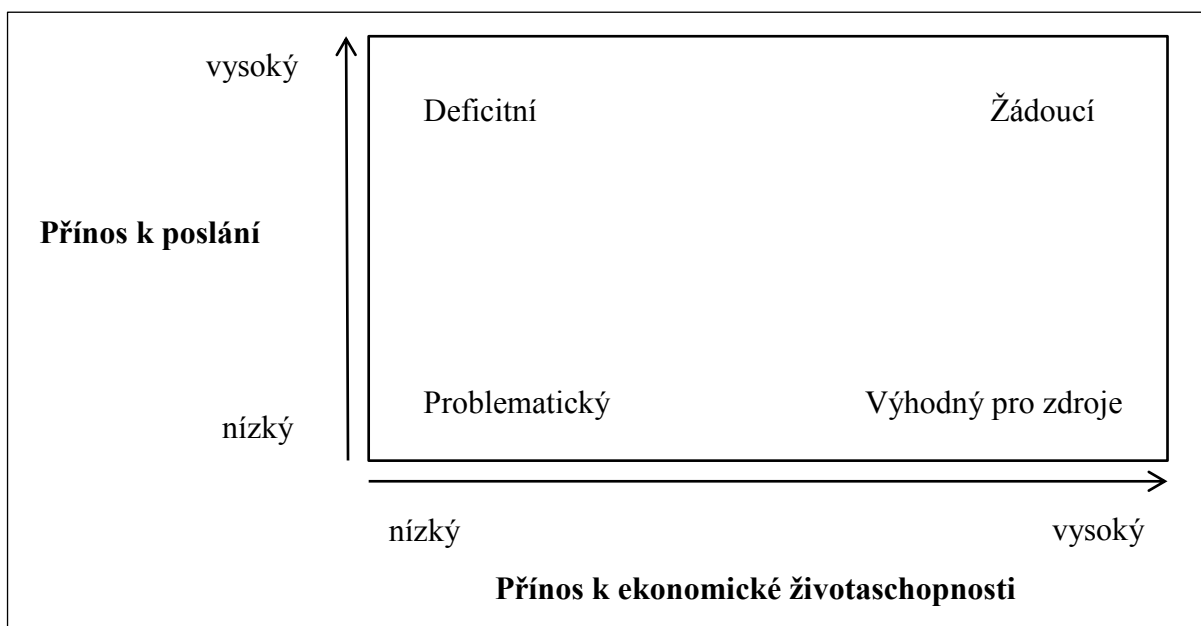 vysoký
Deficitní
Žádoucí
Přínos k poslání
Problematický
Výhodný pro zdroje
nízký
nízký
vysoký
Přínos k ekonomické životaschopnosti